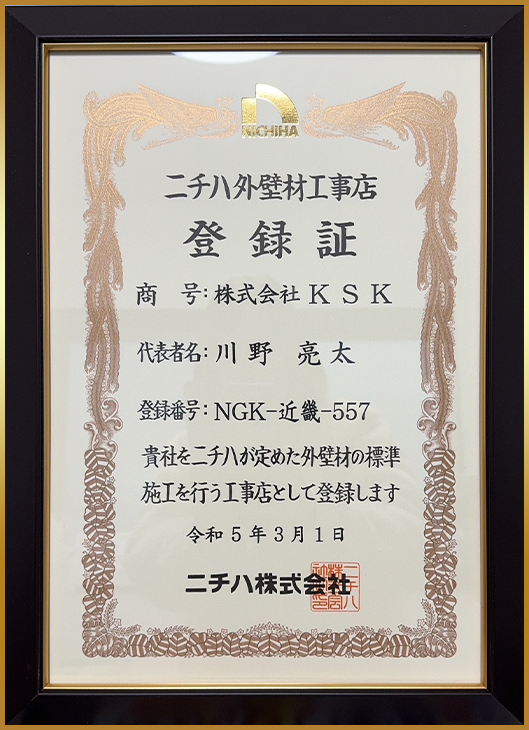 NICHIHA
ニチハ外壁材工事店
登録証
商 号：株式会社 K S K
代表者名：川野 亮太
登録番号：NGK-近畿-557
貴社をニチハが定めた外壁材の標準
施工を行う工事店として登録します
令和5年3月1日
ニチハ株式会社